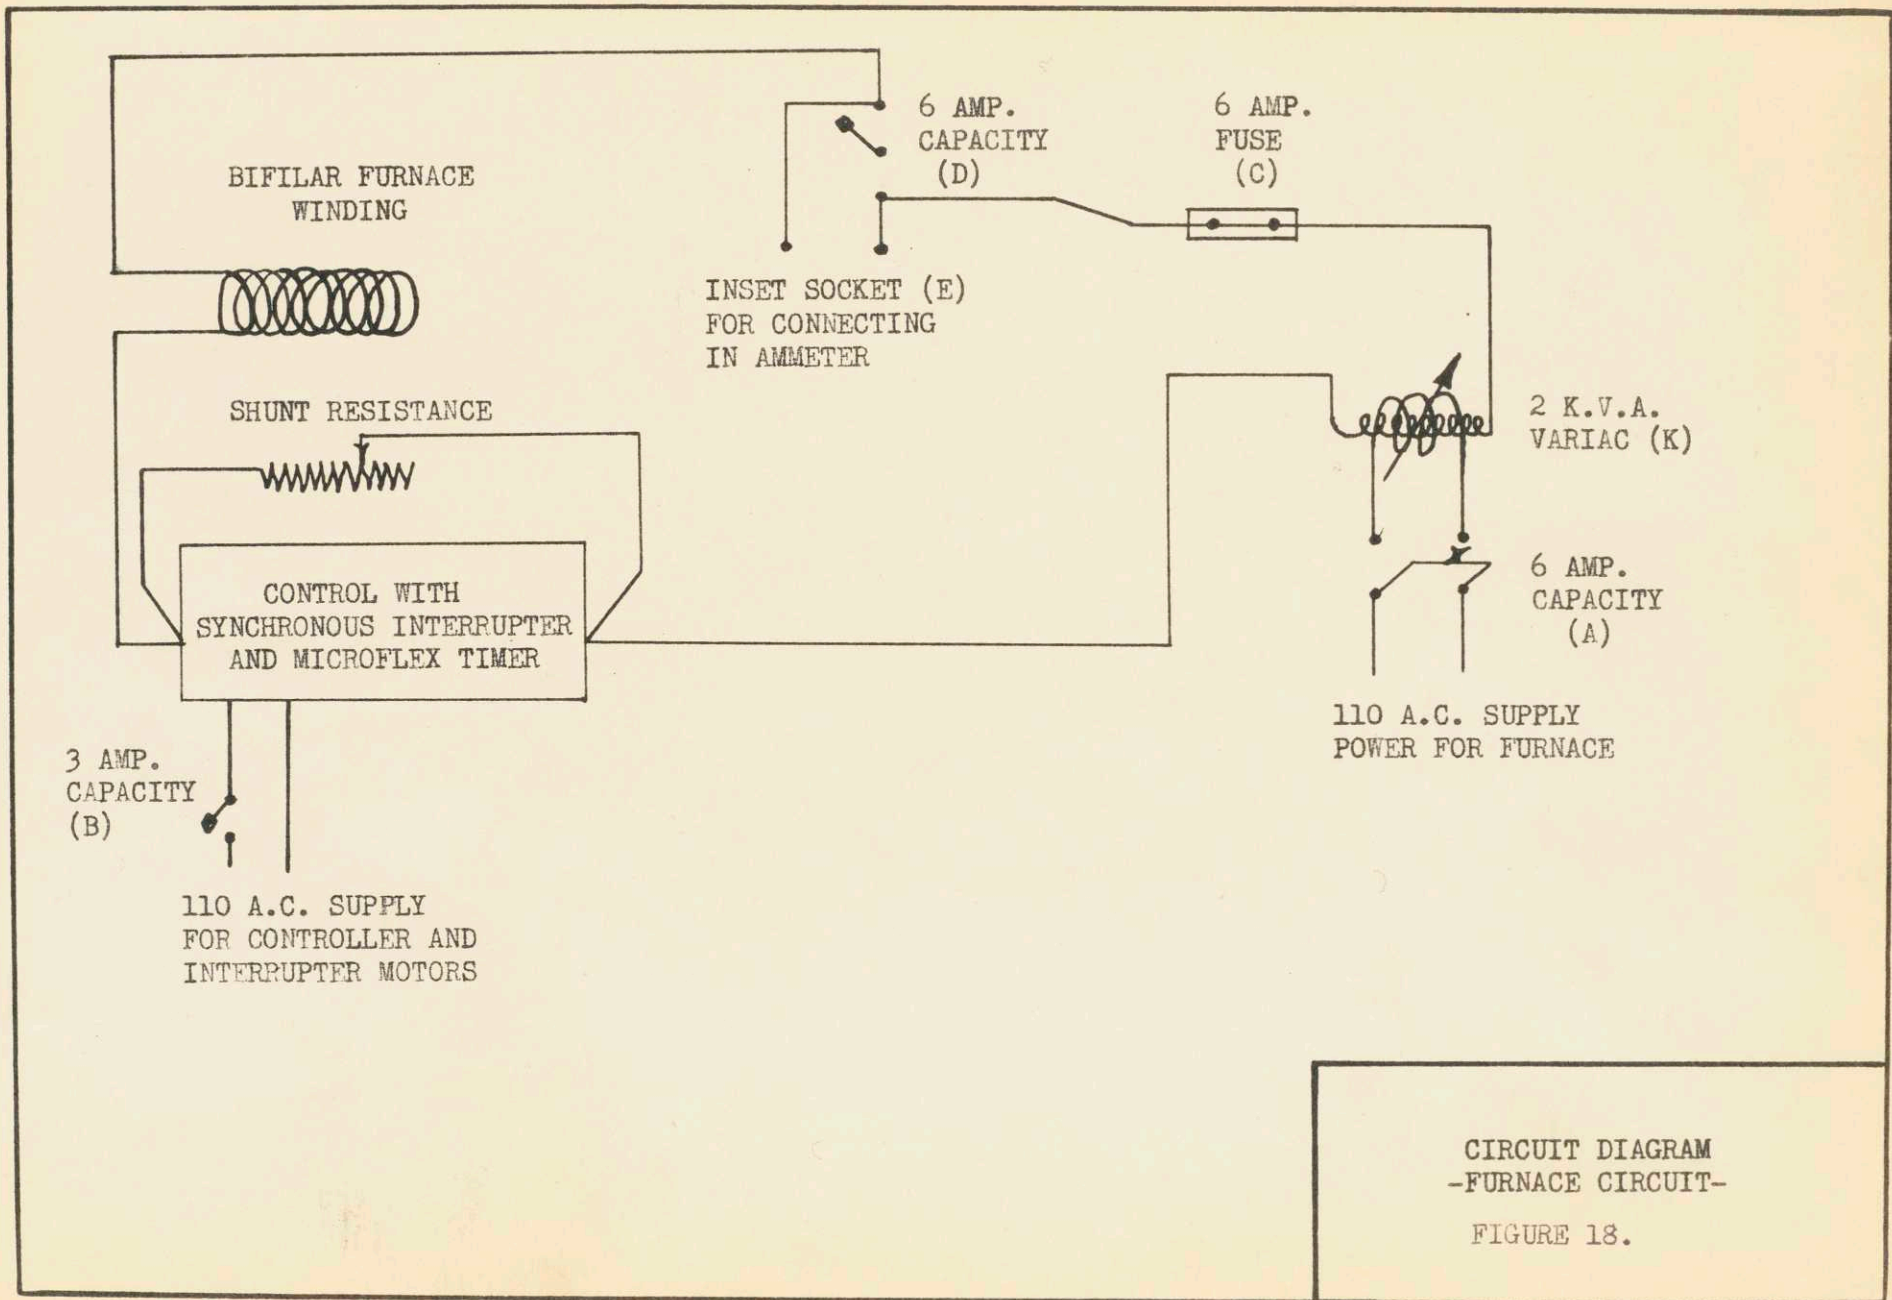 6 AMP.
CAPACITY
(D)
6 AMP.
FUSE
(C)
BIFILAR FURNACE
WINDING
INSET SOCKET (E)
FOR CONNECTING
IN AMMETER
SHUNT RESISTANCE
2 K.V.A.
VARIAC (K)
CONTROL WITH
SYNCHRONOUS INTERRUPTER
AND MICROFLEX TIMER
6 AMP.
CAPACITY
(A)
110 A.C. SUPPLY
POWER FOR FURNACE
3 AMP.
CAPACITY
(B)
110 A.C. SUPPLY
FOR CONTROLLER AND
INTERRUPTER MOTORS
CIRCUIT DIAGRAM
-FURNACE CIRCUIT-
FIGURE 18.